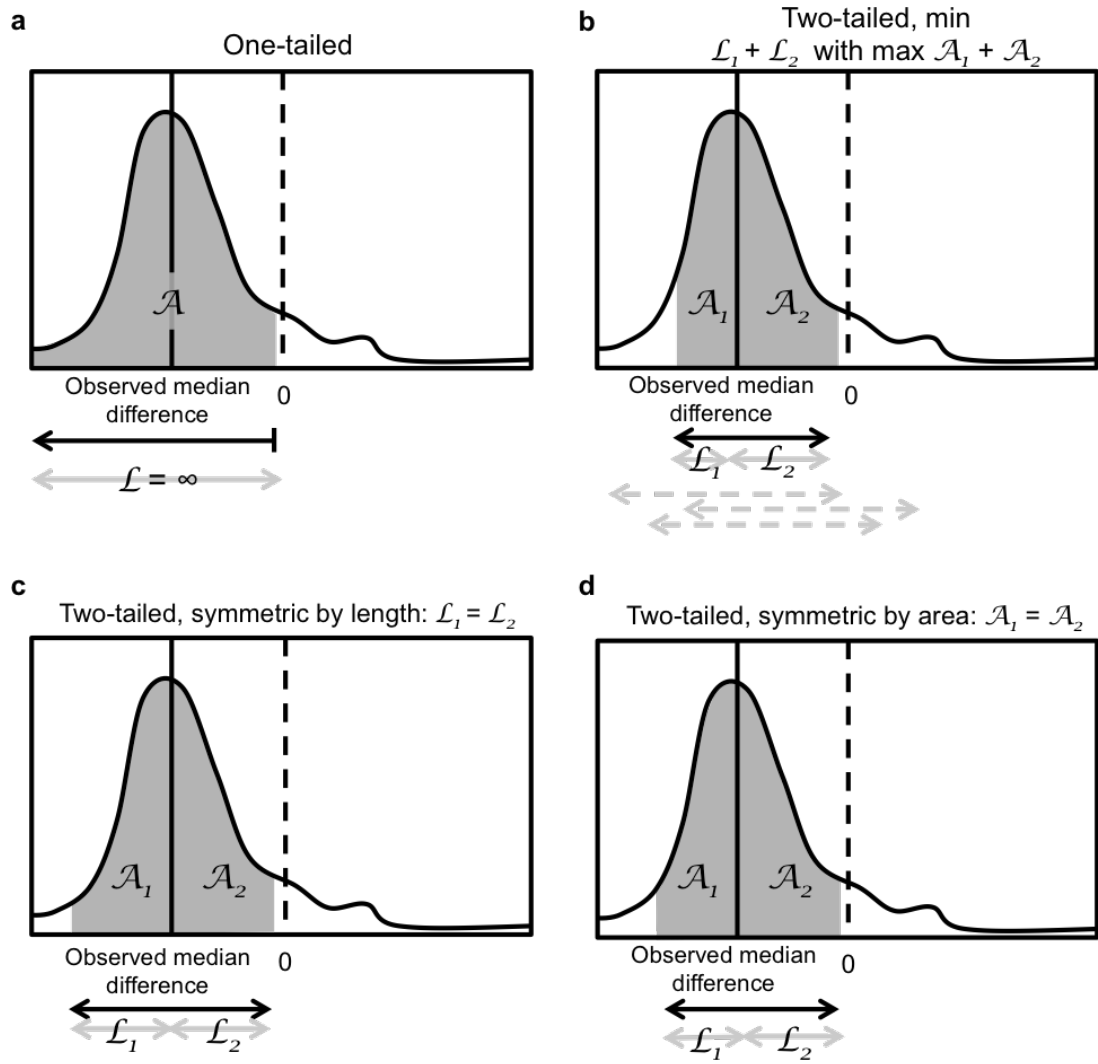 a
One-tailed
𝒜
Observed median
difference
0
ℒ = ∞
b
Two-tailed, min
ℒ₁ + ℒ₂ with max 𝒜₁ + 𝒜₂
𝒜₁ 𝒜₂
Observed median
difference
0
ℒ₁ ℒ₂
c
Two-tailed, symmetric by length: ℒ₁ = ℒ₂
𝒜₁ 𝒜₂
Observed median
difference
0
ℒ₁ ℒ₂
d
Two-tailed, symmetric by area: 𝒜₁ = 𝒜₂
𝒜₁ 𝒜₂
Observed median
difference
0
ℒ₁ ℒ₂